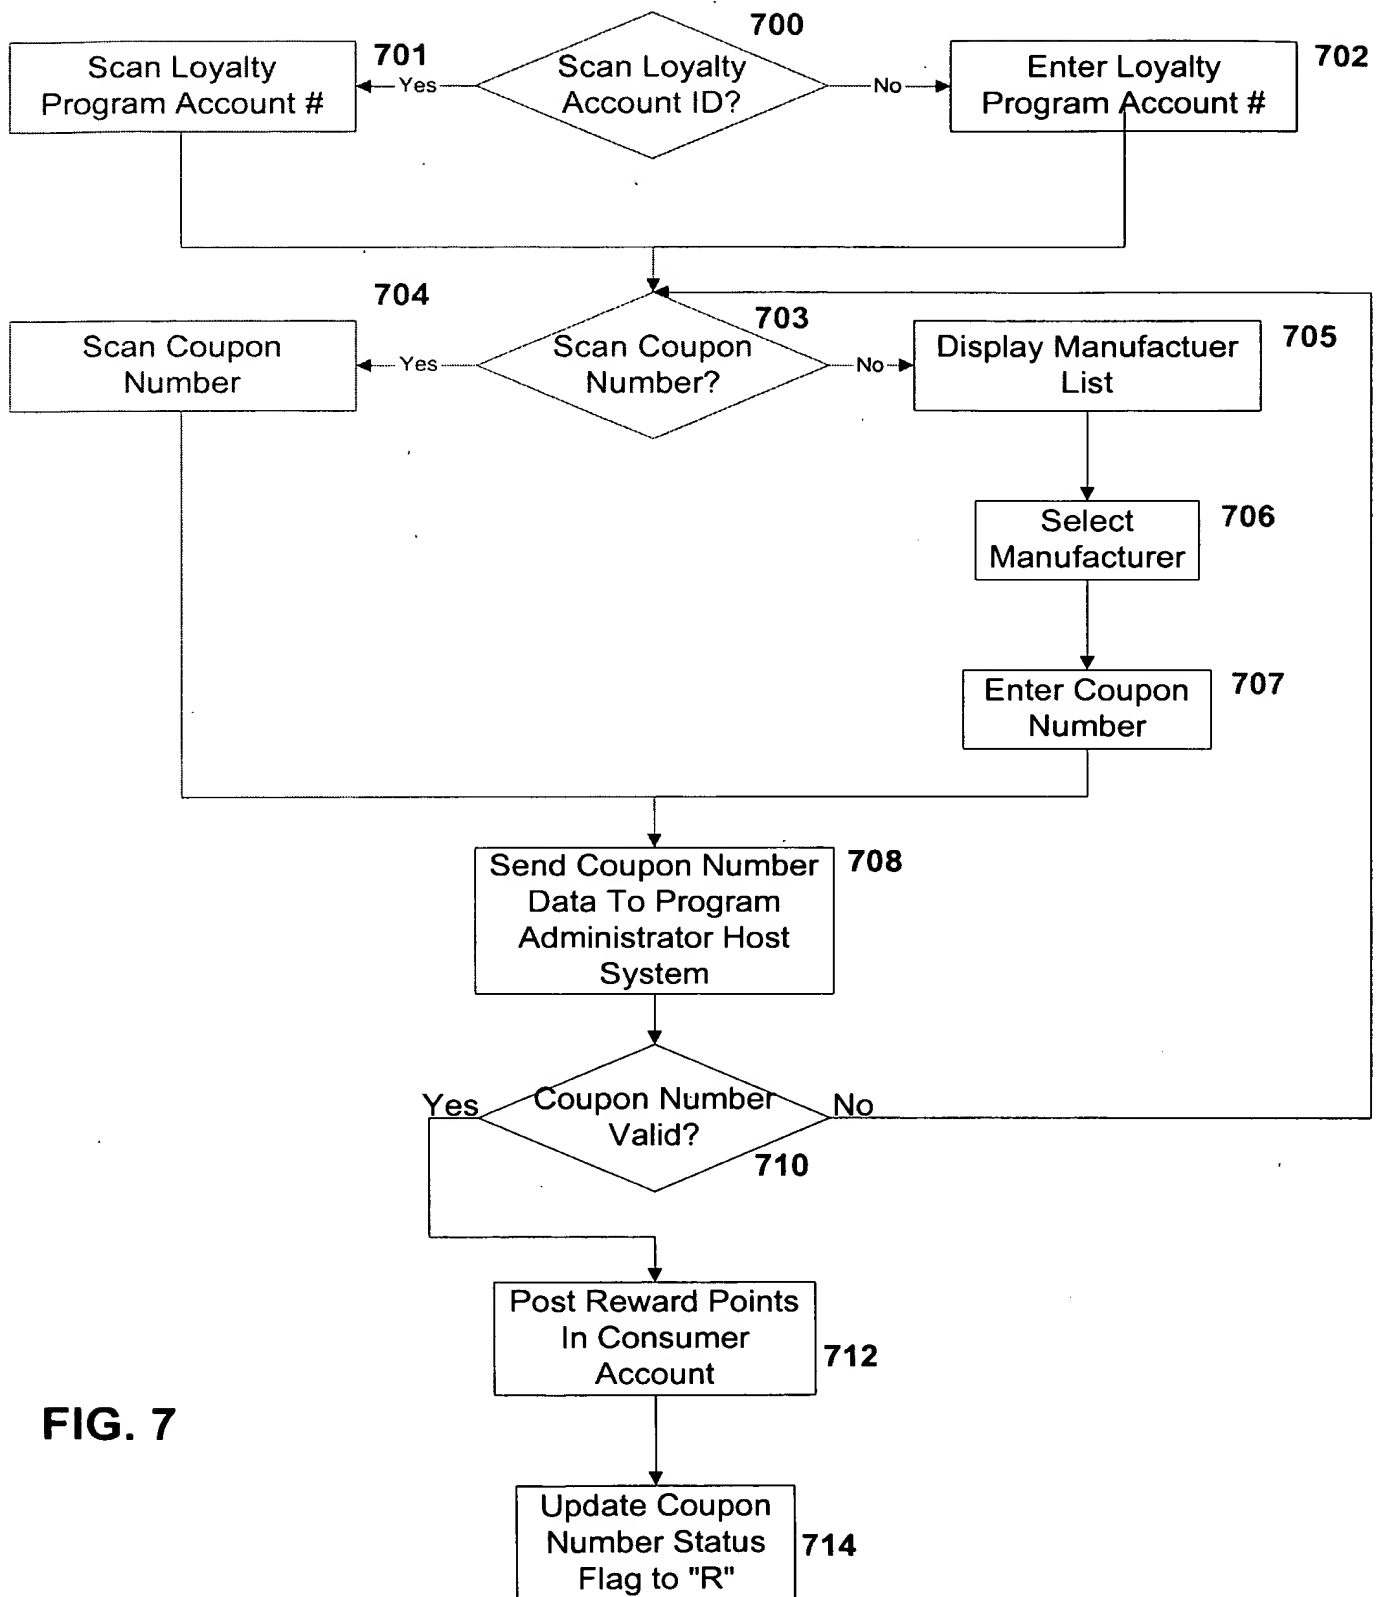 700
701
702
Scan Loyalty
Program Account #
Yes
Scan Loyalty
Account ID?
No
Enter Loyalty
Program Account #
704
703
705
Scan Coupon
Number
Yes
Scan Coupon
Number?
No
Display Manufactuer
List
Select
Manufacturer
706
Enter Coupon
Number
707
Send Coupon Number
Data To Program
Administrator Host
System
708
Yes
Coupon Number
Valid?
No
710
Post Reward Points
In Consumer
Account
712
FIG. 7
Update Coupon
Number Status
Flag to "R"
714